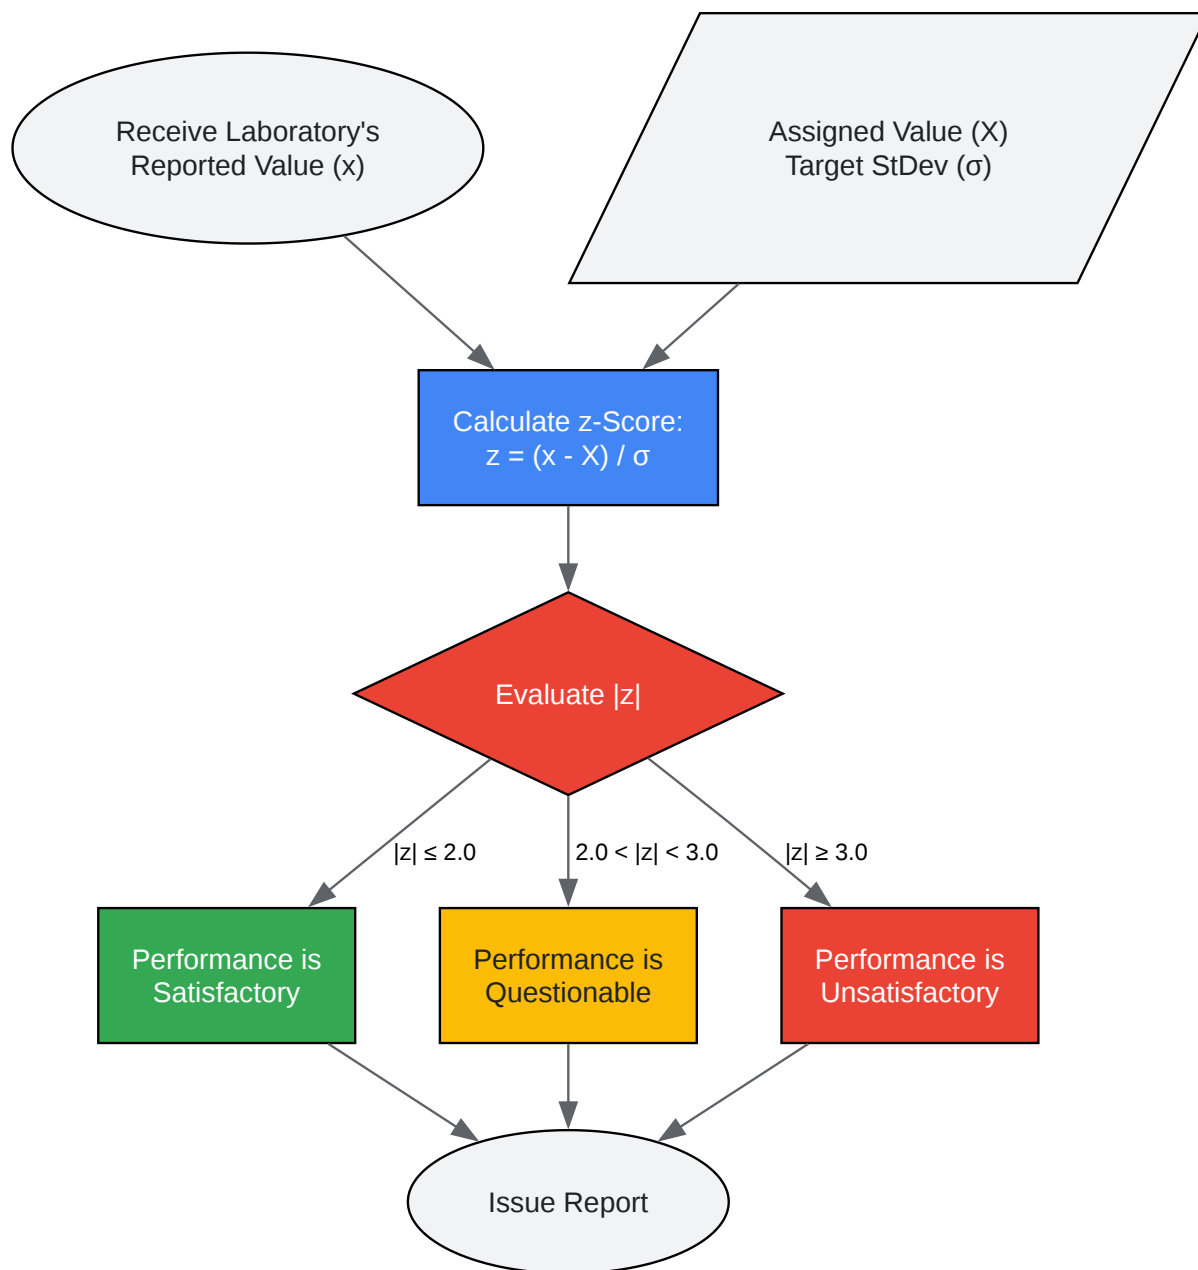 Receive Laboratory's
Reported Value (x)
Assigned Value (X)
Target StDev (σ)
Calculate z-Score:
z = (x - X) / σ
Evaluate |z|
|z| ≤ 2.0
2.0 < |z| < 3.0
|z| ≥ 3.0
Performance is
Satisfactory
Performance is
Questionable
Performance is
Unsatisfactory
Issue Report